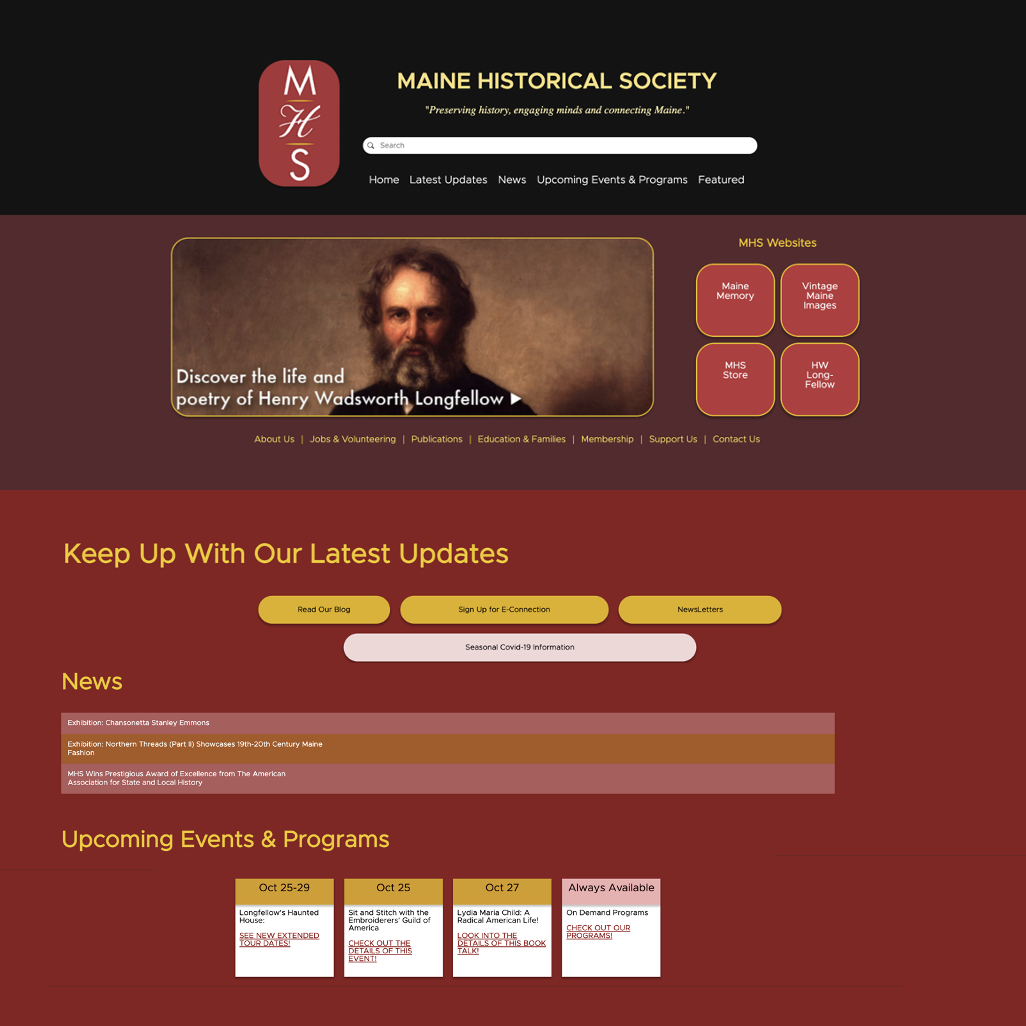 M
H
S
MAINE HISTORICAL SOCIETY
"Preserving history, engaging minds and connecting Maine."
Search
Home Latest Updates News Upcoming Events & Programs Featured
Discover the life and
poetry of Henry Wadsworth Longfellow
MHS Websites
Maine
Memory
Vintage
Maine
Images
MHS
Store
HW
Long-
Fellow
About Us | Jobs & Volunteering | Publications | Education & Families | Membership | Support Us | Contact Us
Keep Up With Our Latest Updates
Read Our Blog
Sign Up for E-Connection
NewsLetters
Seasonal Covid-19 Information
News
Exhibition: Chansonetta Stanley Emmons
Exhibition: Northern Threads (Part II) Showcases 19th-20th Century Maine
Fashion
MHS Wins Prestigious Award of Excellence from The American
Association for State and Local History
Upcoming Events & Programs
Oct 25-29
Longfellow's Haunted
House:
SEE NEW EXTENDED
TOUR DATES!
Oct 25
Sit and Stitch with the
Embroiderers' Guild of
America
CHECK OUT THE
DETAILS OF THIS
EVENT!
Oct 27
Lydia Maria Child: A
Radical American Life!
LOOK INTO THE
DETAILS OF THIS BOOK
TALK!
Always Available
On Demand Programs
CHECK OUT OUR
PROGRAMS!